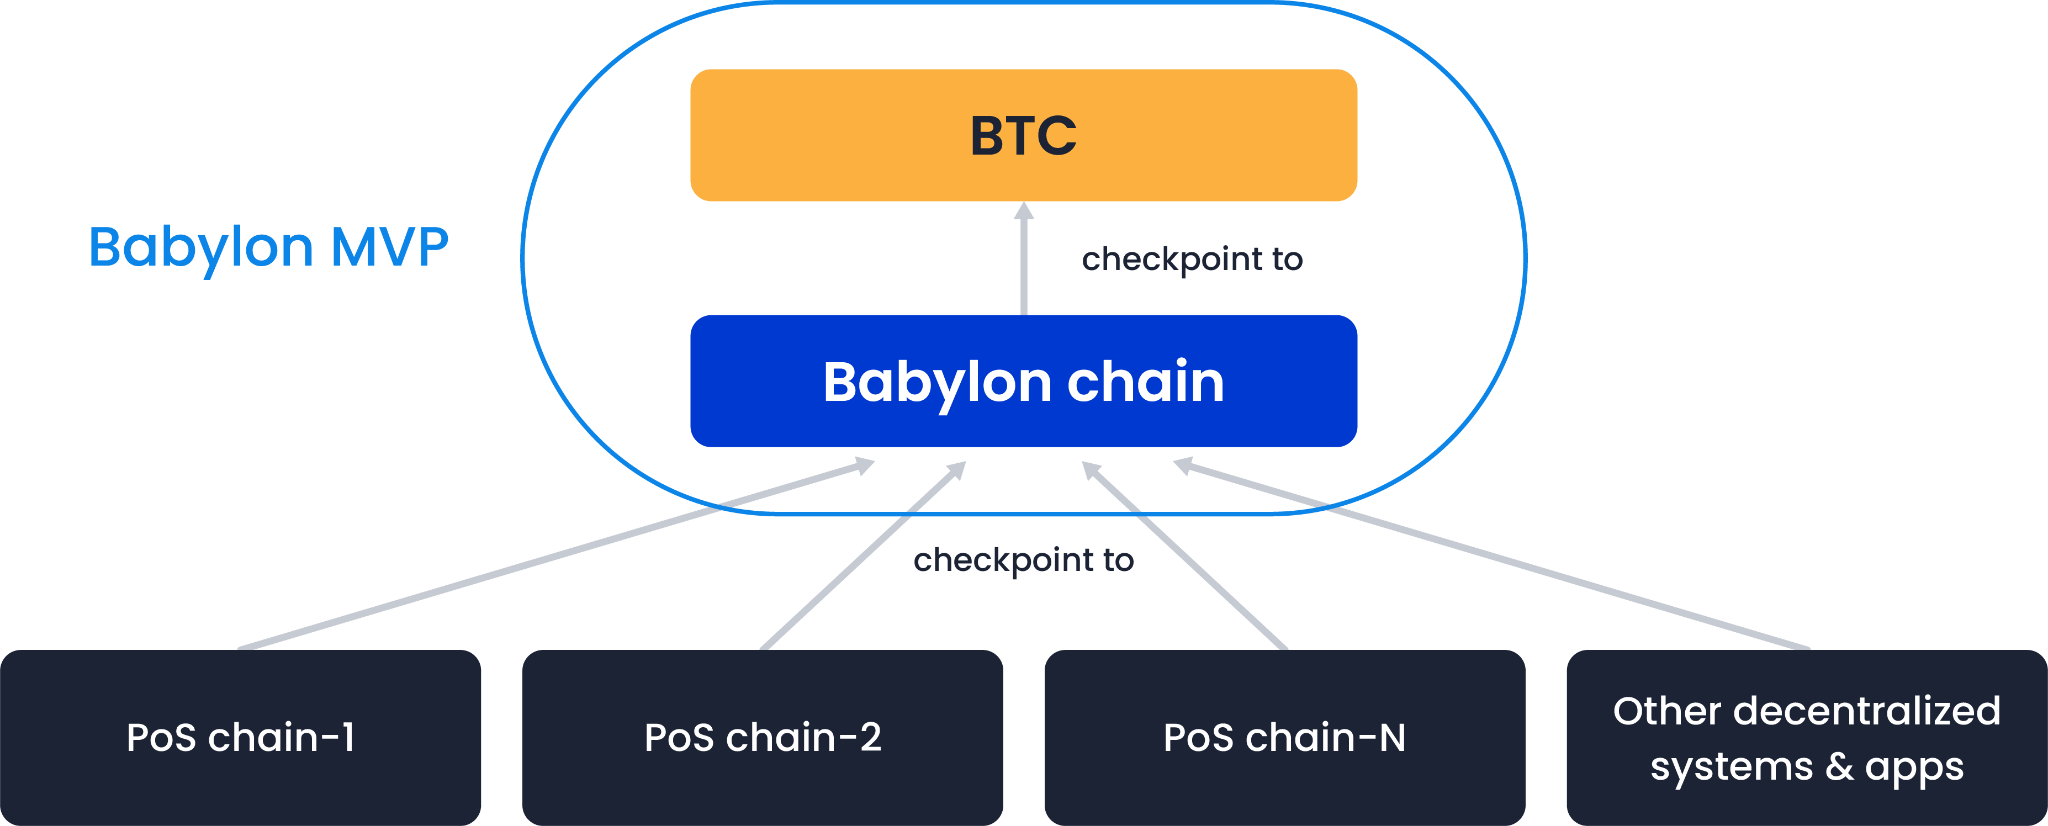 BTC
Babylon MVP
checkpoint to
Babylon chain
checkpoint to
PoS chain-1
PoS chain-2
PoS chain-N
Other decentralized
systems & apps